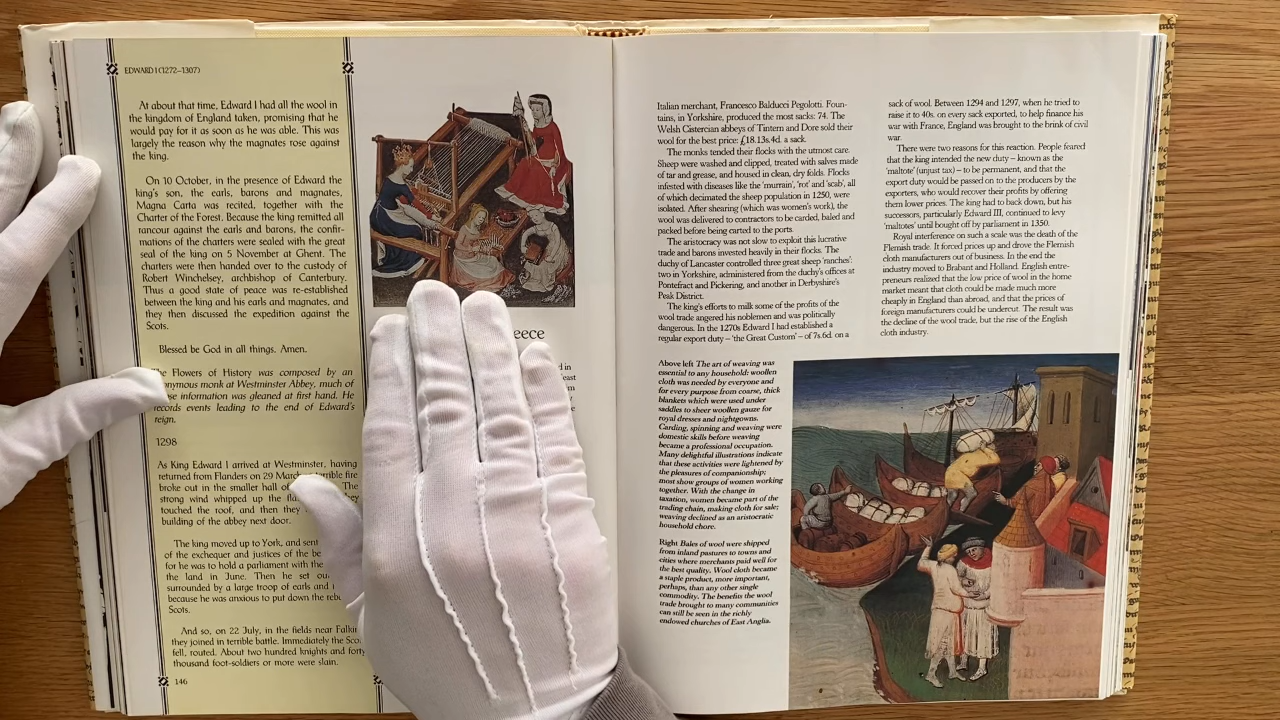 EDWARD I (1272–1307)
At about that time, Edward I had all the wool in
the kingdom of England taken, promising that he
would pay for it as soon as he was able. This was
largely the reason why the magnates rose against
the king.
On 10 October, in the presence of Edward the
king's son, the earls, barons and magnates,
Magna Carta was recited, together with the
Charter of the Forest. Because the king remitted all
rancour against the earls and barons, the confir-
mations of the charters were sealed with the great
seal of the king on 5 November at Ghent. The
charters were then handed over to the custody of
Robert Winchelsey, archbishop of Canterbury.
Thus a good state of peace was re-established
between the king and his earls and magnates, and
they then discussed the expedition against the
Scots.
Blessed be God in all things. Amen.
Flowers of History was composed by an
monk at Westminster Abbey, much of
information was gleaned at first hand. He
records events leading to the end of Edward's
reign.
1298
As King Edward I arrived at Westminster, having
returned from Flanders on 29 fire
broke out in the smaller hall The
strong wind whipped up the
touched the roof, and then
building of the abbey next door.
The king moved up to York, and sent
of the exchequer and justices of the
for he was to hold a parliament with the
the land in June. Then he set
surrounded by a large troop of earls and
because he was anxious to put down the
Scots.
And so, on 22 July, in the fields near
they joined in terrible battle. Immediately the
fell, routed. About two hundred knights and forty
thousand foot-soldiers or more were slain.
146
Italian merchant, Francesco Balducci Pegolotti. Foun-
tains, in Yorkshire, produced the most sacks: 74. The
Welsh Cistercian abbeys of Tintern and Dore sold their
wool for the best price: £18.13s.4d. a sack.
The monks tended their flocks with the utmost care.
Sheep were washed and clipped, treated with salves made
of tar and grease, and housed in clean, dry folds. Flocks
infested with diseases like the 'murrain', 'rot' and 'scab', all
of which decimated the sheep population in 1250, were
isolated. After shearing (which was women's work), the
wool was delivered to contractors to be carded, baled and
packed before being carted to the ports.
The aristocracy was not slow to exploit this lucrative
trade and barons invested heavily in their flocks. The
duchy of Lancaster controlled three great sheep 'ranches':
two in Yorkshire, administered from the duchy's offices at
Pontefract and Pickering, and another in Derbyshire's
Peak District.
The king's efforts to milk some of the profits of the
wool trade angered his noblemen and was politically
dangerous. In the 1270s Edward I had established a
regular export duty – 'the Great Custom' – of 7s.6d. on a
sack of wool. Between 1294 and 1297, when he tried to
raise it to 40s. on every sack exported, to help finance his
war with France, England was brought to the brink of civil
war.
There were two reasons for this reaction. People feared
that the king intended the new duty – known as the
'maltote' (unjust tax) – to be permanent, and that the
export duty would be passed on to the producers by the
exporters, who would recover their profits by offering
them lower prices. The king had to back down, but his
successors, particularly Edward III, continued to levy
'maltotes' until bought off by parliament in 1350.
Royal interference on such a scale was the death of the
Flemish trade. It forced prices up and drove the Flemish
cloth manufacturers out of business. In the end the
industry moved to Brabant and Holland. English entre-
preneurs realized that the low price of wool in the home
market meant that cloth could be made much more
cheaply in England than abroad, and that the prices of
foreign manufacturers could be undercut. The result was
the decline of the wool trade, but the rise of the English
cloth industry.
Above left The art of weaving was
essential to any household: woollen
cloth was needed by everyone and
for every purpose from coarse, thick
blankets which were used under
saddles to sheer woollen gauze for
royal dresses and nightgowns.
Carding, spinning and weaving were
domestic skills before weaving
became a professional occupation.
Many delightful illustrations indicate
that these activities were lightened by
the pleasures of companionship;
most show groups of women working
together. With the change in
taxation, women became part of the
trading chain, making cloth for sale;
weaving declined as an aristocratic
household chore.
Right Bales of wool were shipped
from inland pastures to towns and
cities where merchants paid well for
the best quality. Wool cloth became
a staple product, more important,
perhaps, than any other single
commodity. The benefits the wool
trade brought to many communities
can still be seen in the richly
endowed churches of East Anglia.